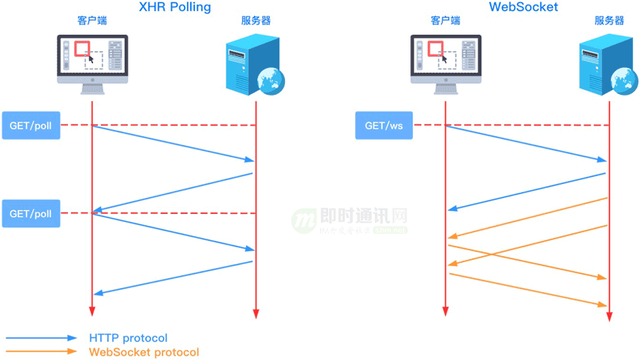 XHR Polling
WebSocket
客户端
服务器
客户端
服务器
GET/poll
GET/ws
GET/poll
即时通讯网
HTTP protocol
WebSocket protocol